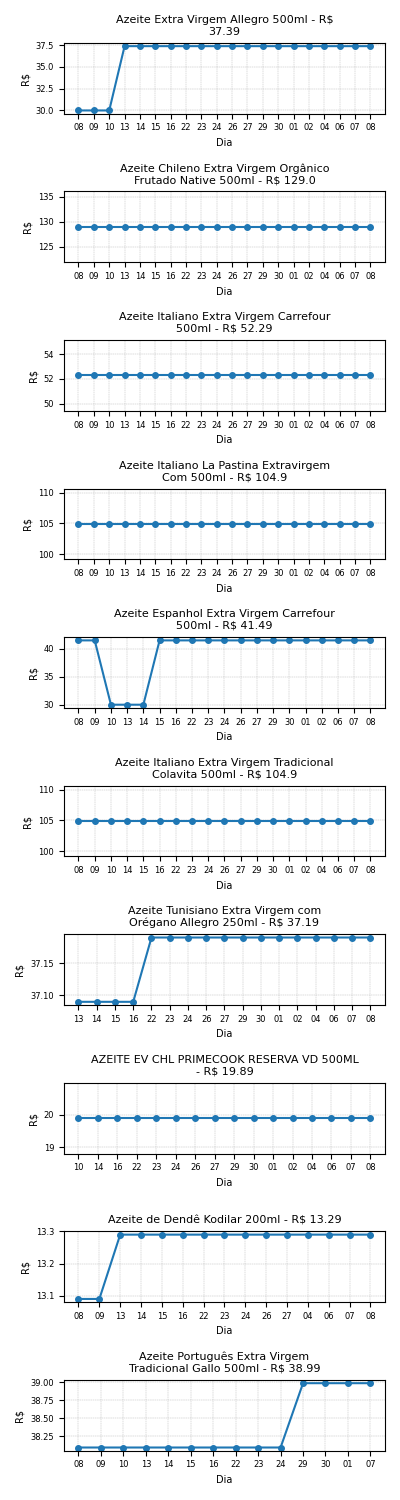 Azeite Extra Virgem Allegro 500ml - R$
37.39
37.5
35.0
32.5
30.0
R$
08 09 10 13 14 15 16 22 23 24 26 27 29 30 01 02 04 06 07 08
Dia
Azeite Chileno Extra Virgem Orgânico
Frutado Native 500ml - R$ 129.0
135
130
125
R$
08 09 10 13 14 15 16 22 23 24 26 27 29 30 01 02 04 06 07 08
Dia
Azeite Italiano Extra Virgem Carrefour
500ml - R$ 52.29
54
52
50
R$
08 09 10 13 14 15 16 22 23 24 26 27 29 30 01 02 04 06 07 08
Dia
Azeite Italiano La Pastina Extravirgem
Com 500ml - R$ 104.9
110
105
100
R$
08 09 10 13 14 15 16 22 23 24 26 27 29 30 01 02 04 06 07 08
Dia
Azeite Espanhol Extra Virgem Carrefour
500ml - R$ 41.49
40
35
30
R$
08 09 10 13 14 15 16 22 23 24 26 27 29 30 01 02 06 07 08
Dia
Azeite Italiano Extra Virgem Tradicional
Colavita 500ml - R$ 104.9
110
105
100
R$
08 09 10 13 14 15 16 22 23 24 26 27 29 30 01 02 04 07 08
Dia
Azeite Tunisiano Extra Virgem com
Orégano Allegro 250ml - R$ 37.19
37.15
37.10
R$
13 14 15 16 22 23 24 26 27 29 30 01 02 04 06 07 08
Dia
AZEITE EV CHL PRIMECOOK RESERVA VD 500ML
- R$ 19.89
20
19
R$
10 14 16 22 23 24 26 27 29 30 01 02 04 06 07 08
Dia
Azeite de Dendê Kodilar 200ml - R$ 13.29
13.3
13.2
13.1
R$
08 09 13 14 15 16 22 23 24 26 27 04 06 07 08
Dia
Azeite Português Extra Virgem
Tradicional Gallo 500ml - R$ 38.99
39.00
38.75
38.50
38.25
R$
08 09 10 13 14 15 16 22 23 24 29 30 01 07
Dia